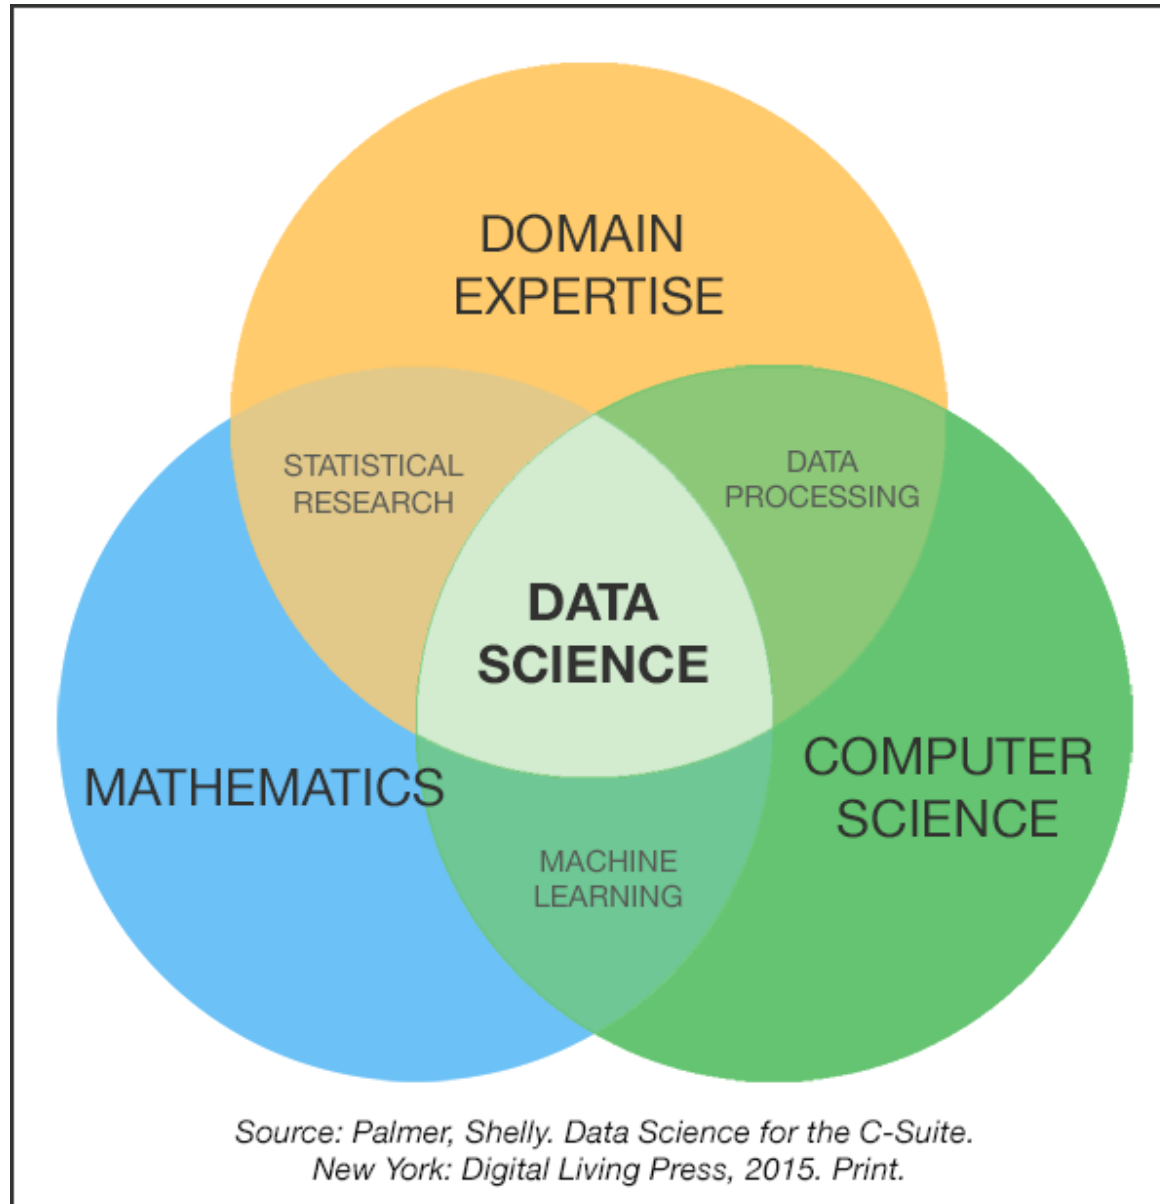 DOMAIN
EXPERTISE
STATISTICAL
RESEARCH
DATA
PROCESSING
DATA
SCIENCE
MATHEMATICS
COMPUTER
SCIENCE
MACHINE
LEARNING
Source: Palmer, Shelly. Data Science for the C-Suite.
New York: Digital Living Press, 2015. Print.